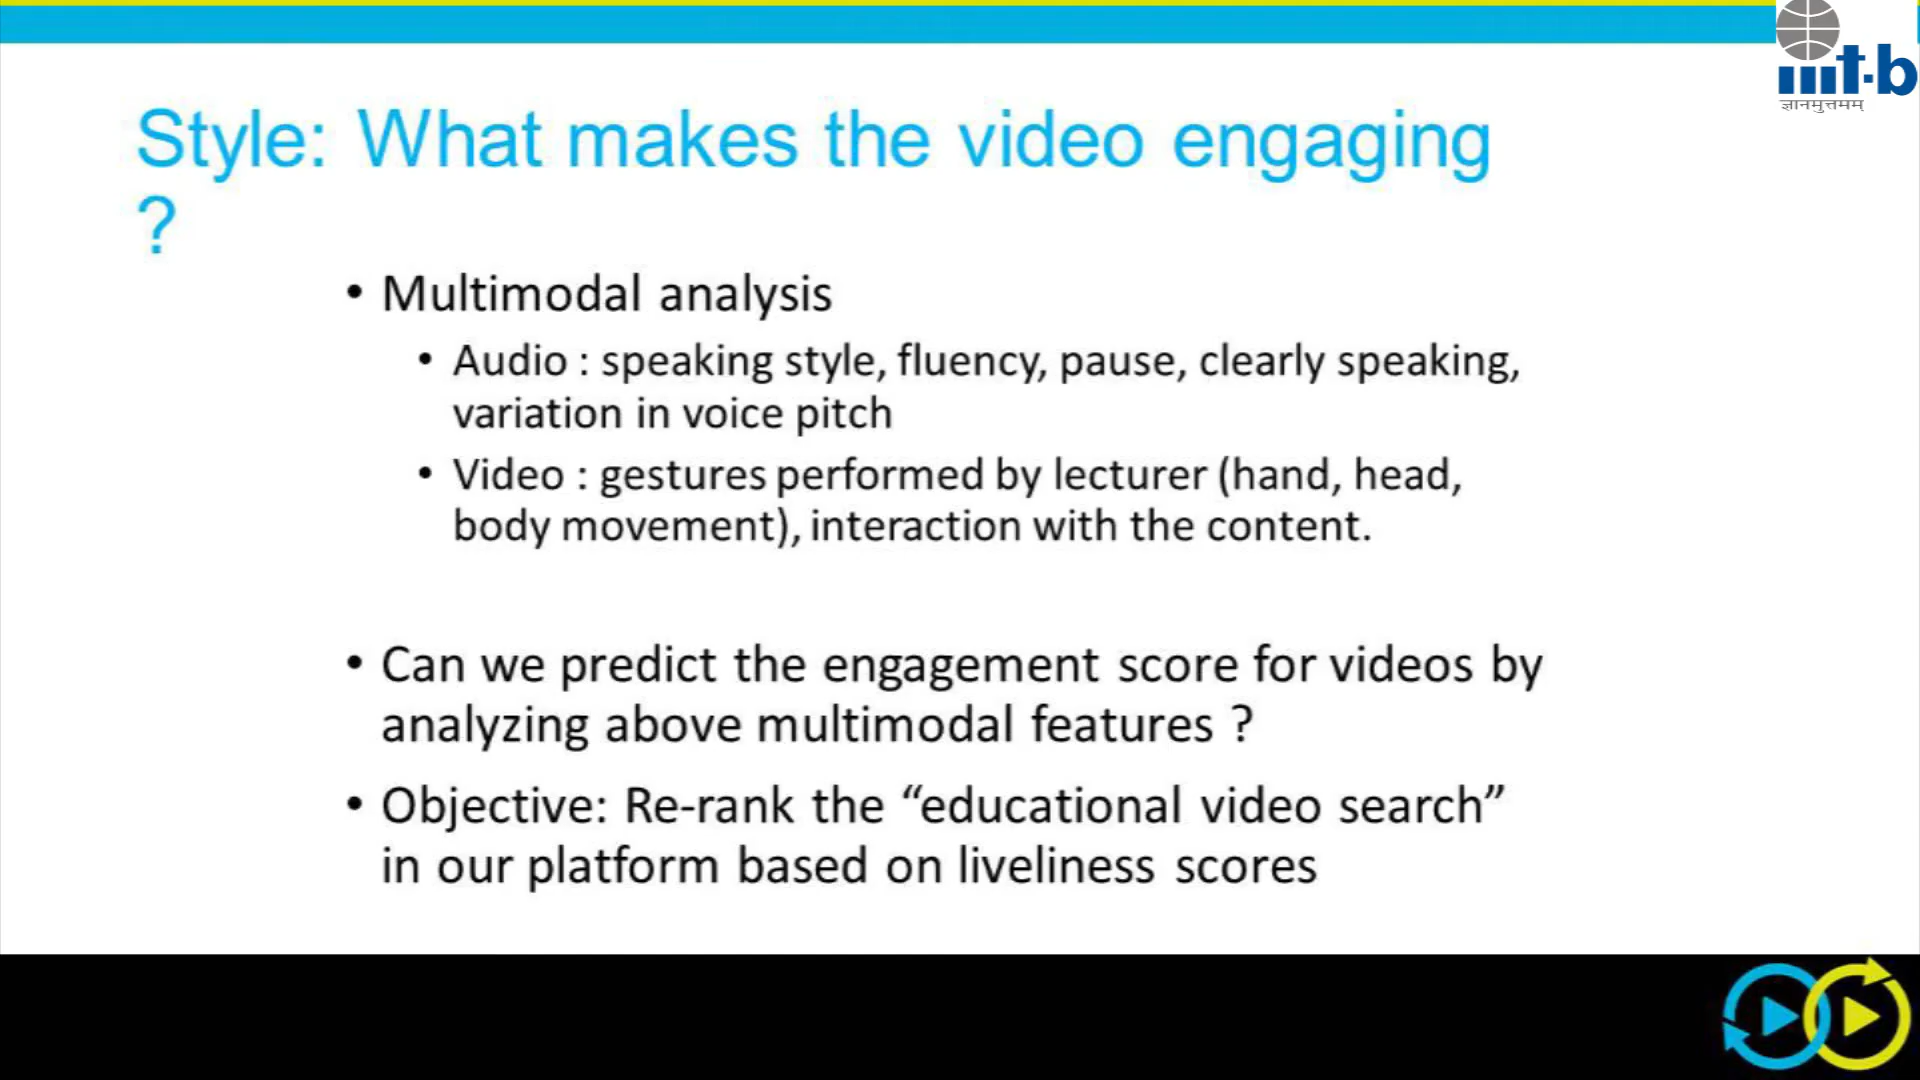 iiit-b
ज्ञानमुत्तमम्
Style: What makes the video engaging
?
• Multimodal analysis
• Audio : speaking style, fluency, pause, clearly speaking,
variation in voice pitch
• Video : gestures performed by lecturer (hand, head,
body movement), interaction with the content.
• Can we predict the engagement score for videos by
analyzing above multimodal features ?
• Objective: Re-rank the “educational video search”
in our platform based on liveliness scores